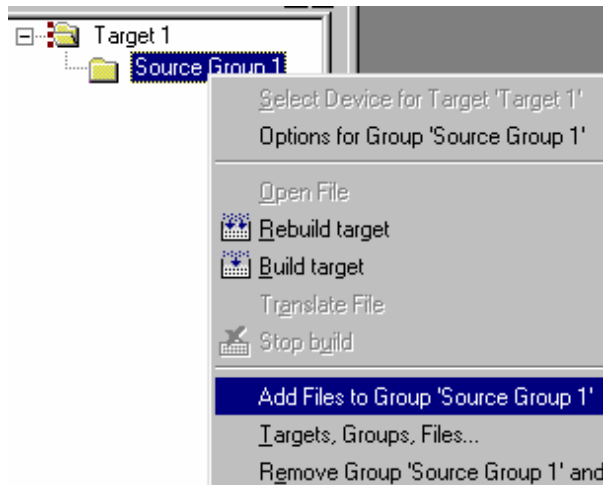 Target 1
Source Group 1
Select Device for Target 'Target 1'
Options for Group 'Source Group 1'
Open File
Rebuild target
Build target
Translate File
Stop build
Add Files to Group 'Source Group 1'
Targets, Groups, Files...
Remove Group 'Source Group 1' and